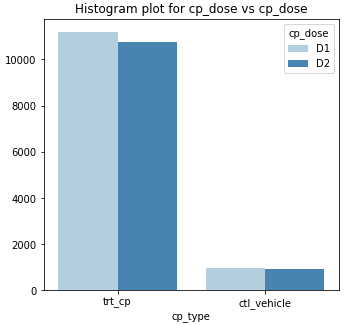 Histogram plot for cp_dose vs cp_dose
cp_dose
D1
D2
10000
8000
6000
4000
2000
0
trt_cp
ctl_vehicle
cp_type